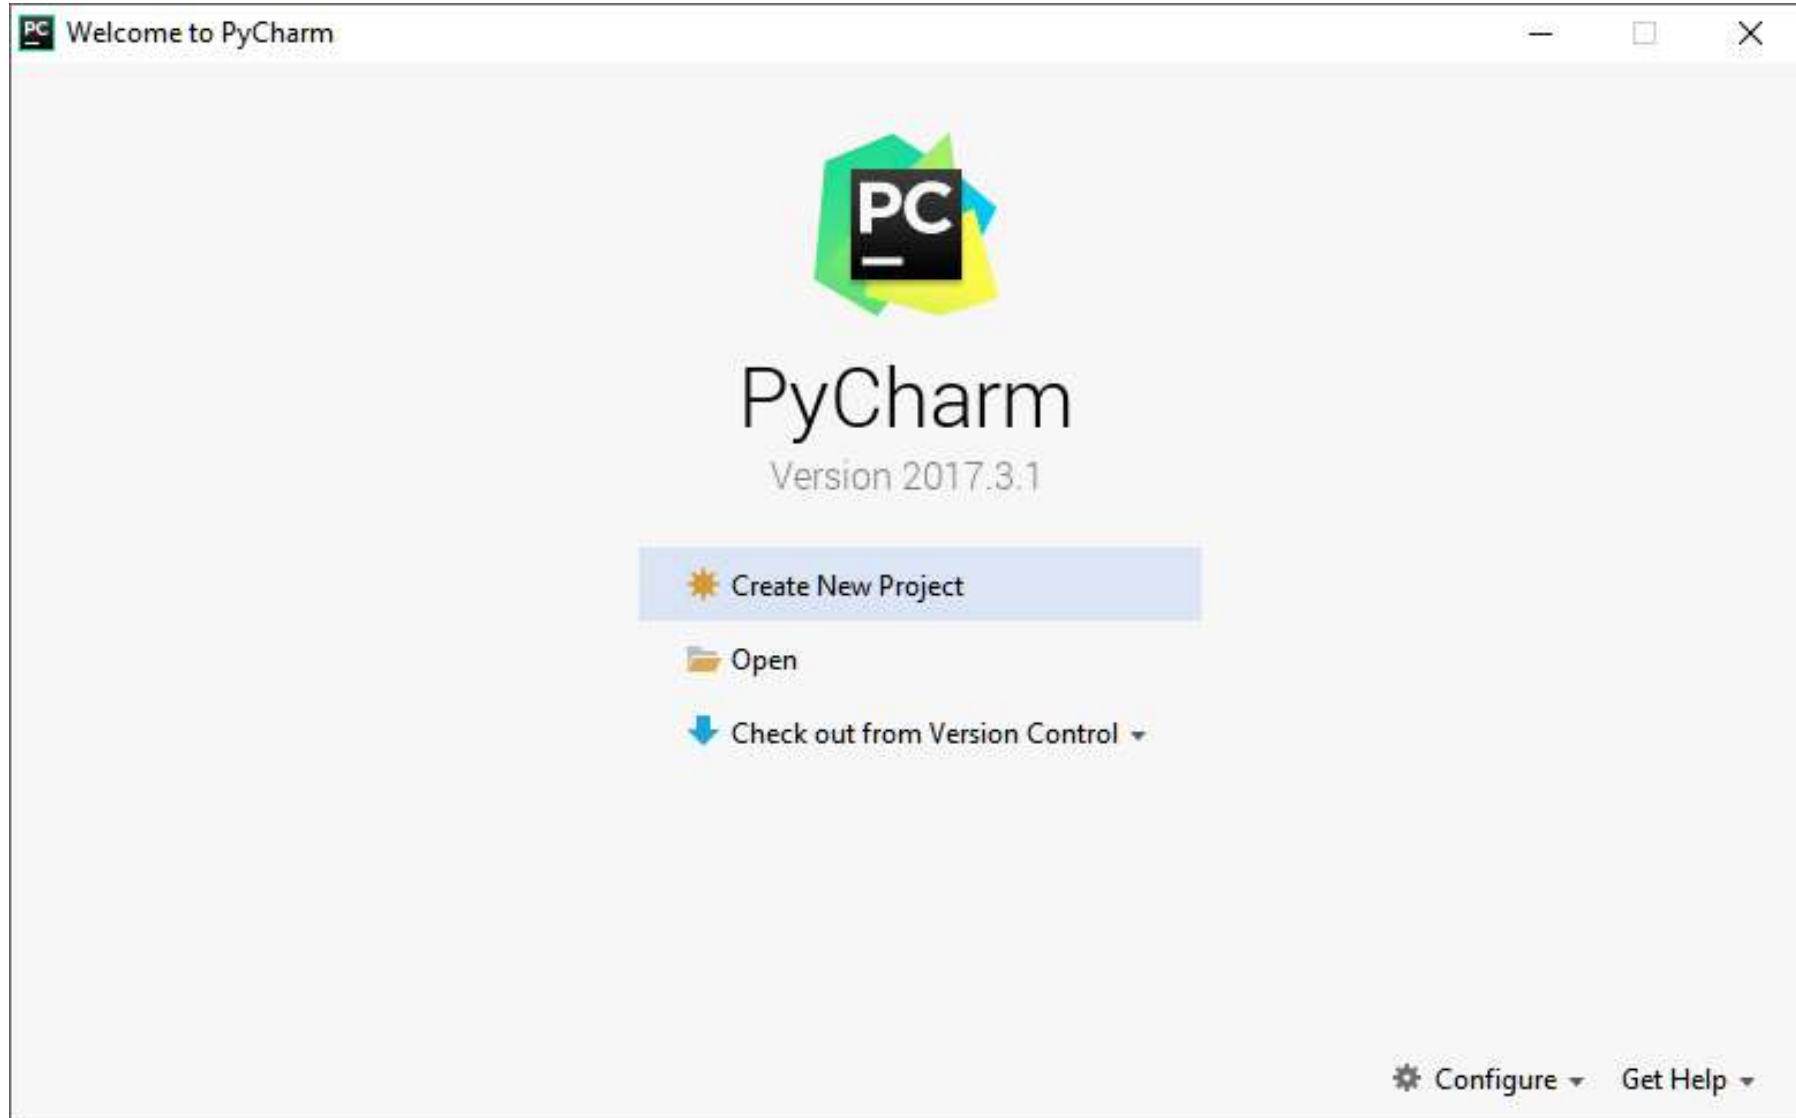 PC Welcome to PyCharm
PC
PyCharm
Version 2017.3.1
Create New Project
Open
Check out from Version Control
Configure Get Help